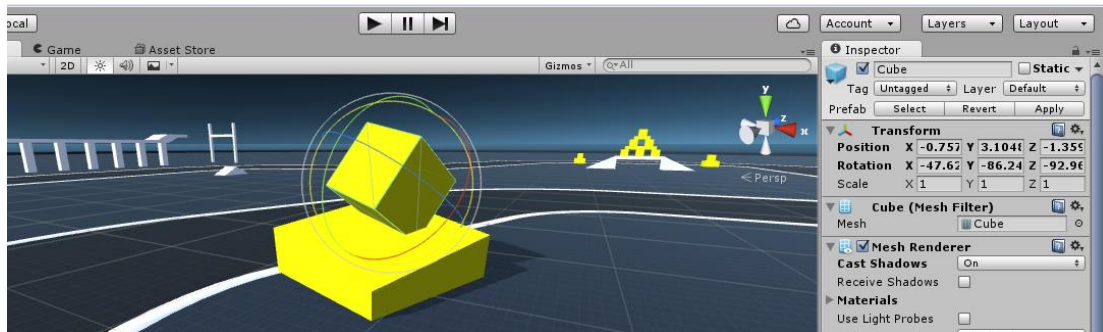 ocal Account Layers Layout
Game Asset Store Inspector
2D Gizmos All Cube Static
Tag Untagged Layer Default
Prefab Select Revert Apply
Transform
Position X -0.757 Y 3.1048 Z -1.359
Rotation X -47.62 Y -86.24 Z -92.96
Scale X 1 Y 1 Z 1
Cube (Mesh Filter)
Mesh Cube
Mesh Renderer
Cast Shadows On
Receive Shadows
Materials
Use Light Probes
y
z
x
Persp